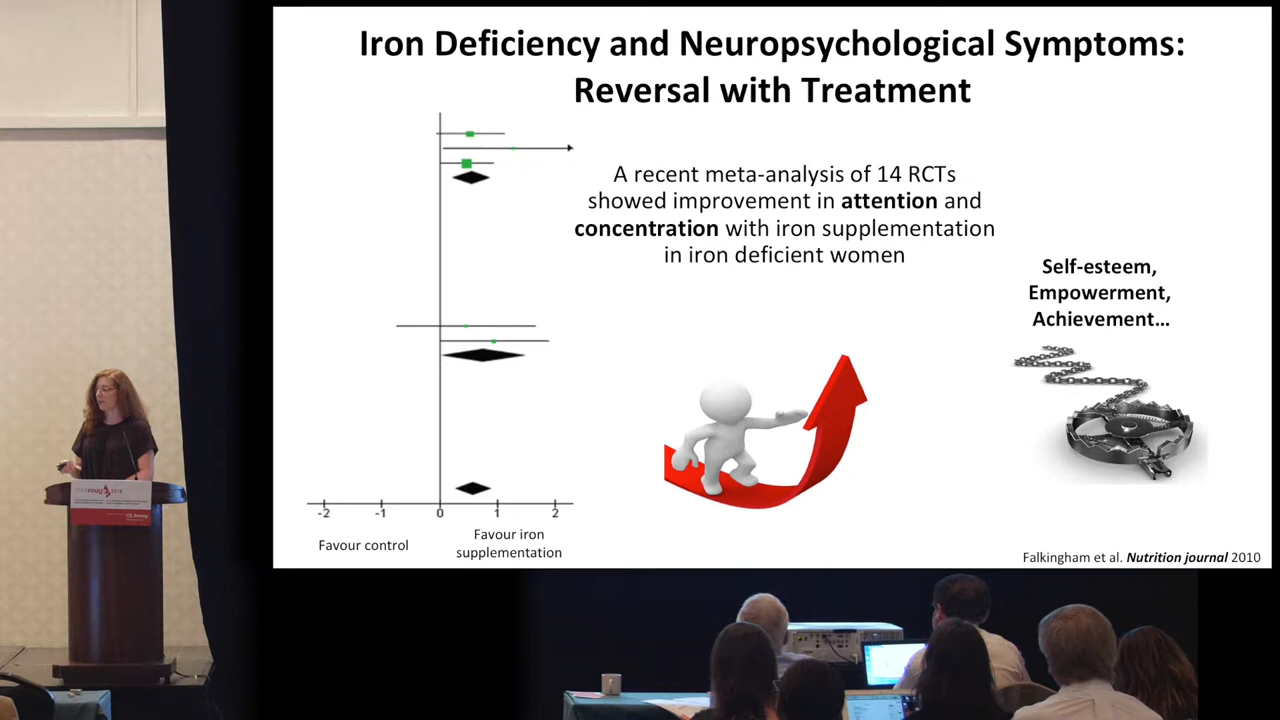 Iron Deficiency and Neuropsychological Symptoms:
Reversal with Treatment
A recent meta-analysis of 14 RCTs
showed improvement in attention and
concentration with iron supplementation
in iron deficient women
Self-esteem,
Empowerment,
Achievement...
-2 -1 0 1 2
Favour control
Favour iron
supplementation
Falkingham et al. Nutrition journal 2010